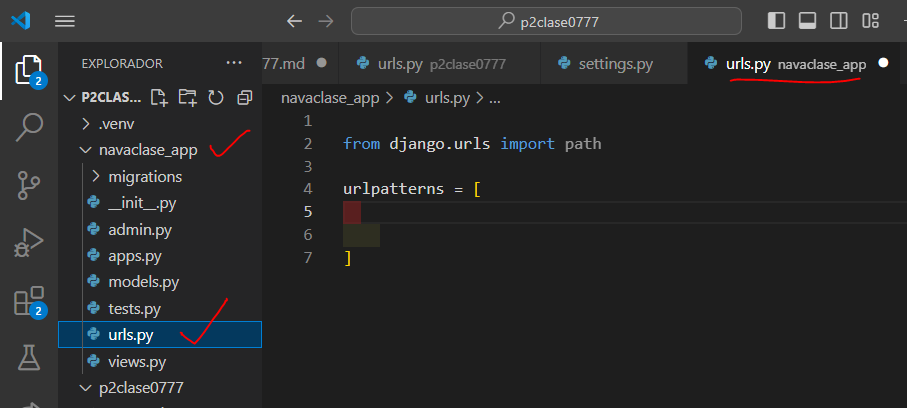 p2clase0777
EXPLORADOR ...
77.md urls.py p2clase0777 settings.py urls.py navaclase_app
P2CLAS...
navaclase_app > urls.py > ...
.venv
navaclase_app
migrations
__init__.py
admin.py
apps.py
models.py
tests.py
urls.py
views.py
p2clase0777
2
2
1
2 from django.urls import path
3
4 urlpatterns = [
5
6
7 ]